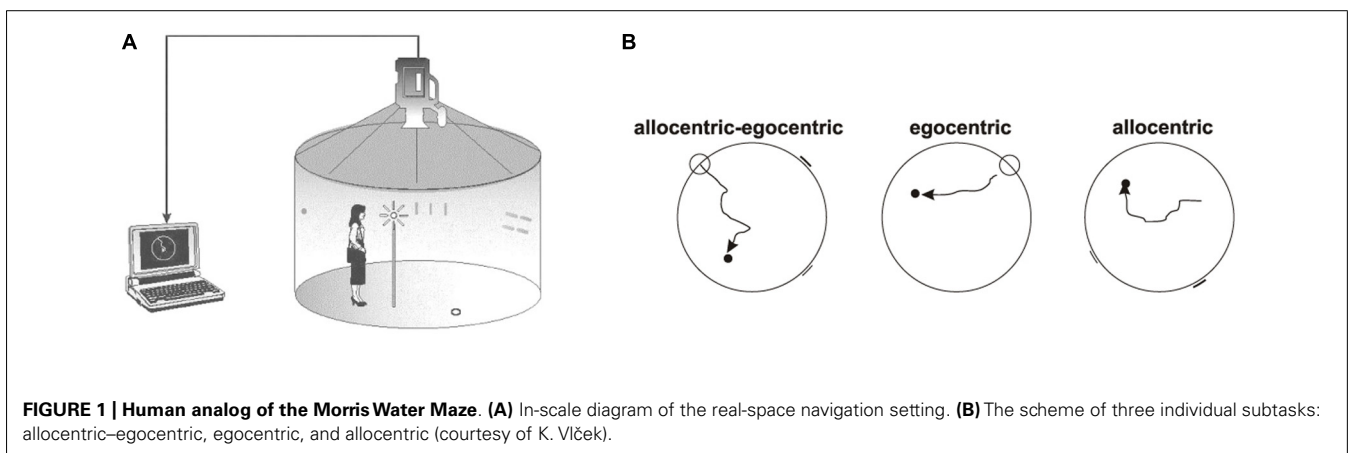 A
B
allocentric-egocentric
egocentric
allocentric
FIGURE 1 | Human analog of the Morris Water Maze. (A) In-scale diagram of the real-space navigation setting. (B) The scheme of three individual subtasks:
allocentric–egocentric, egocentric, and allocentric (courtesy of K. Vlček).